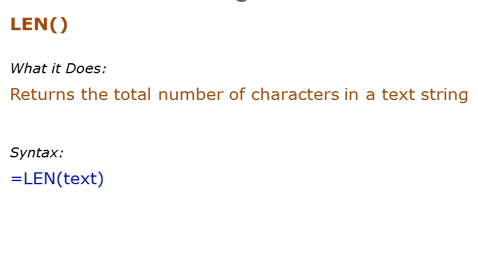 LEN()
What it Does:
Returns the total number of characters in a text string
Syntax:
=LEN(text)